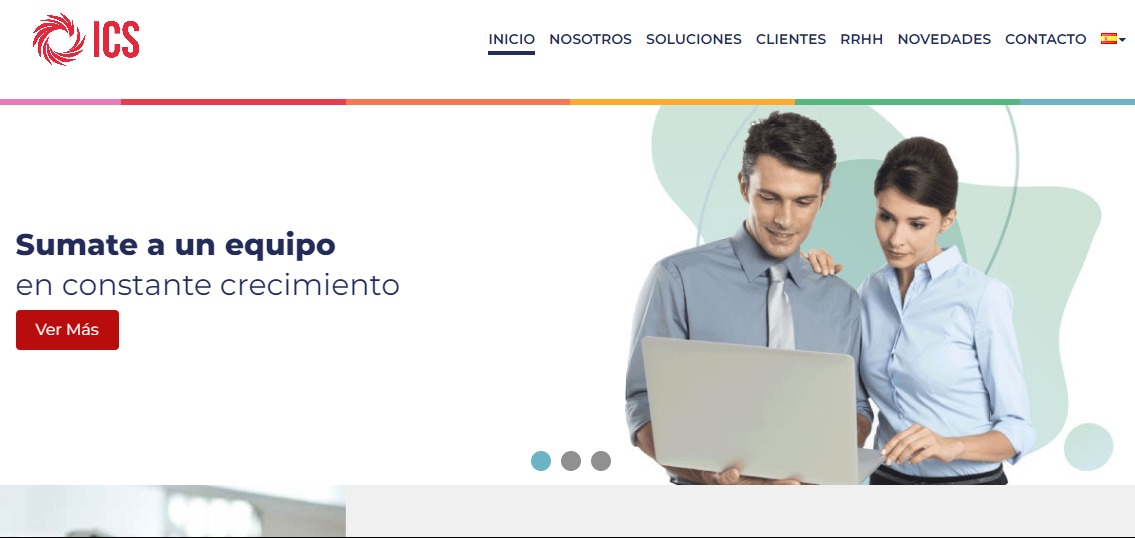 ICS
INICIO NOSOTROS SOLUCIONES CLIENTES RRHH NOVEDADES CONTACTO
Sumate a un equipo
en constante crecimiento
Ver Más